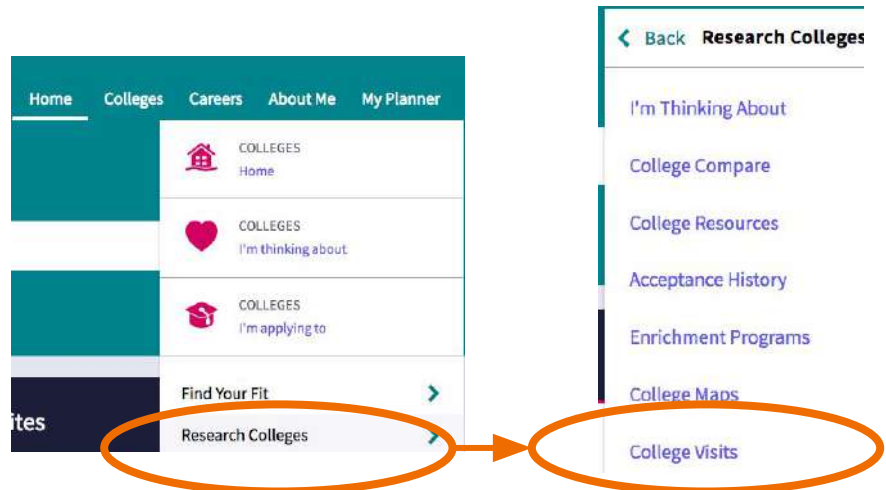 Home Colleges Careers About Me My Planner
COLLEGES
Home
COLLEGES
I'm thinking about
COLLEGES
I'm applying to
Find Your Fit
Research Colleges
ites
Back Research Colleges
I'm Thinking About
College Compare
College Resources
Acceptance History
Enrichment Programs
College Maps
College Visits